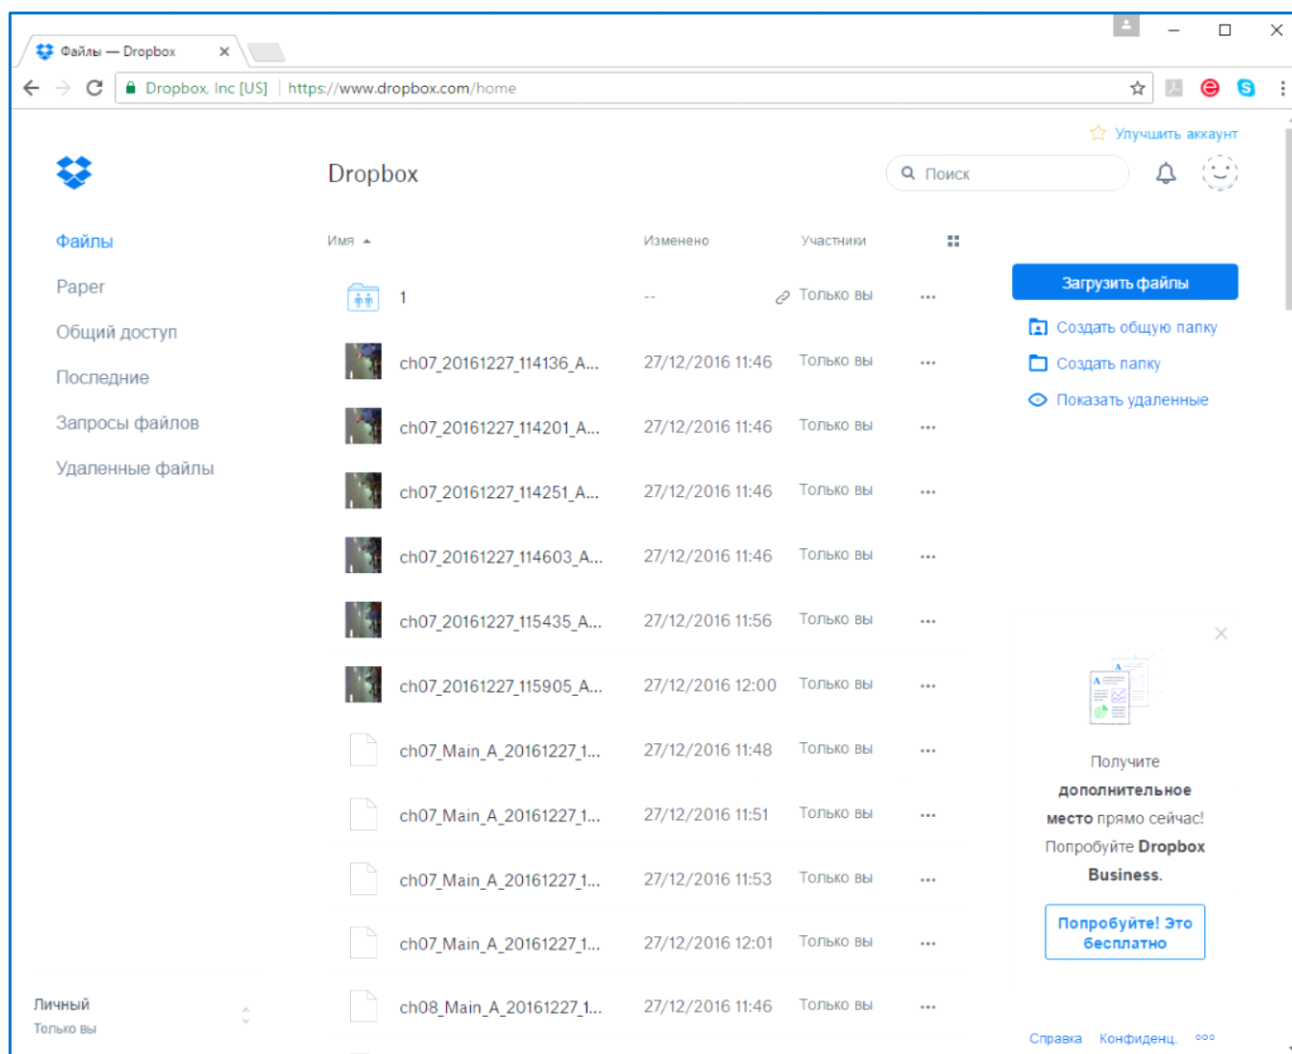 Файлы — Dropbox
Dropbox, Inc [US] https://www.dropbox.com/home
Улучшить аккаунт
Dropbox
Поиск
Файлы
Paper
Общий доступ
Последние
Запросы файлов
Удаленные файлы
Имя Изменено Участники
1 -- Только вы
ch07_20161227_114136_A... 27/12/2016 11:46 Только вы
ch07_20161227_114201_A... 27/12/2016 11:46 Только вы
ch07_20161227_114251_A... 27/12/2016 11:46 Только вы
ch07_20161227_114603_A... 27/12/2016 11:46 Только вы
ch07_20161227_115435_A... 27/12/2016 11:56 Только вы
ch07_20161227_115905_A... 27/12/2016 12:00 Только вы
ch07_Main_A_20161227_1... 27/12/2016 11:48 Только вы
ch07_Main_A_20161227_1... 27/12/2016 11:51 Только вы
ch07_Main_A_20161227_1... 27/12/2016 11:53 Только вы
ch07_Main_A_20161227_1... 27/12/2016 12:01 Только вы
ch08_Main_A_20161227_1... 27/12/2016 11:46 Только вы
Загрузить файлы
Создать общую папку
Создать папку
Показать удаленные
Получите
дополнительное
место прямо сейчас!
Попробуйте Dropbox
Business.
Попробуйте! Это
бесплатно
Личный
Только вы
Справка Конфиденц.